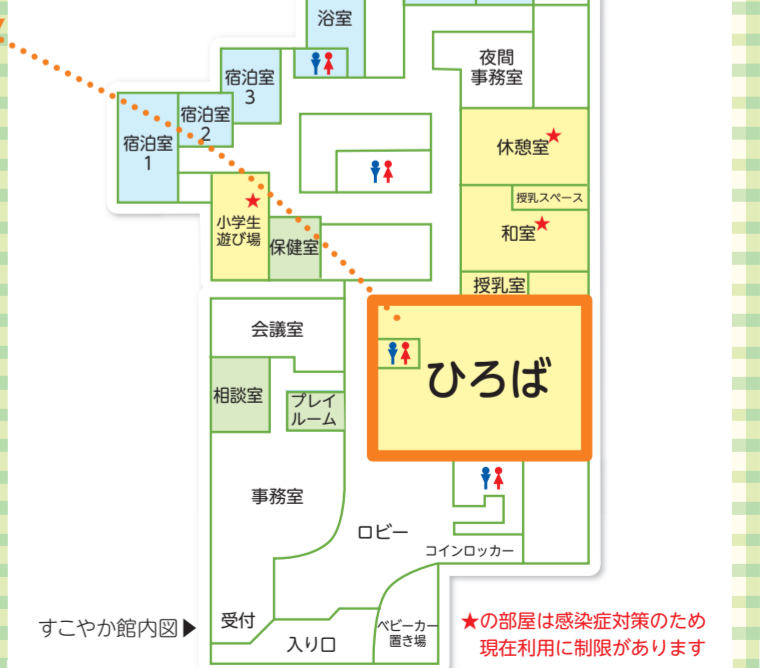 浴室
夜間
事務室
宿泊室
3
宿泊室
2
宿泊室
1
休憩室★
授乳スペース
★
小学生
遊び場
和室★
保健室
授乳室
会議室
ひろば
相談室
プレイ
ルーム
事務室
ロビー
コインロッカー
受付
ベビーカー
置き場
入り口
すこやか館内図▶
★の部屋は感染症対策のため
現在利用に制限があります